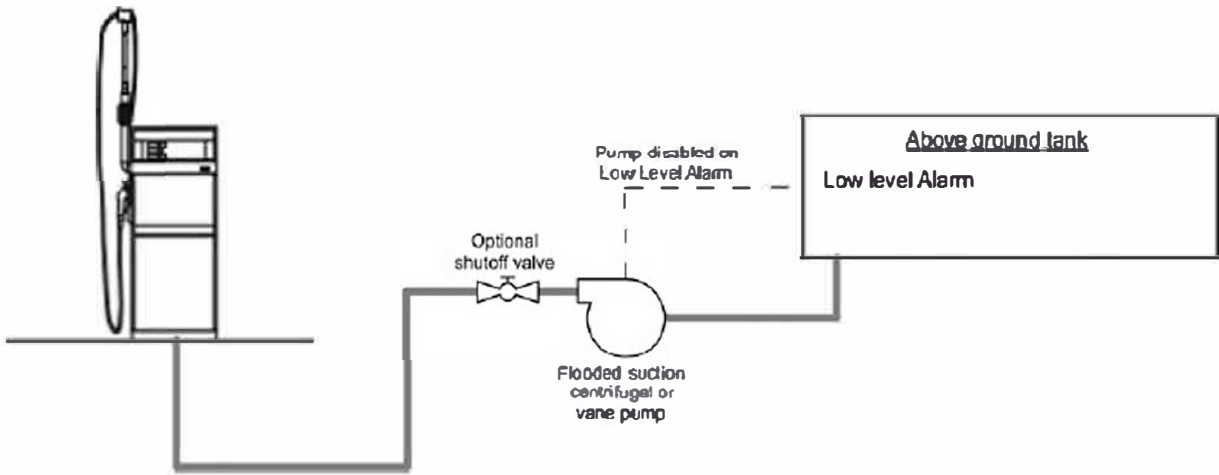 Above ground tank
Pump disabled on
Low Level Alarm
Low level Alarm
Optional
shutoff valve
Flooded suction
centrifugal or
vane pump